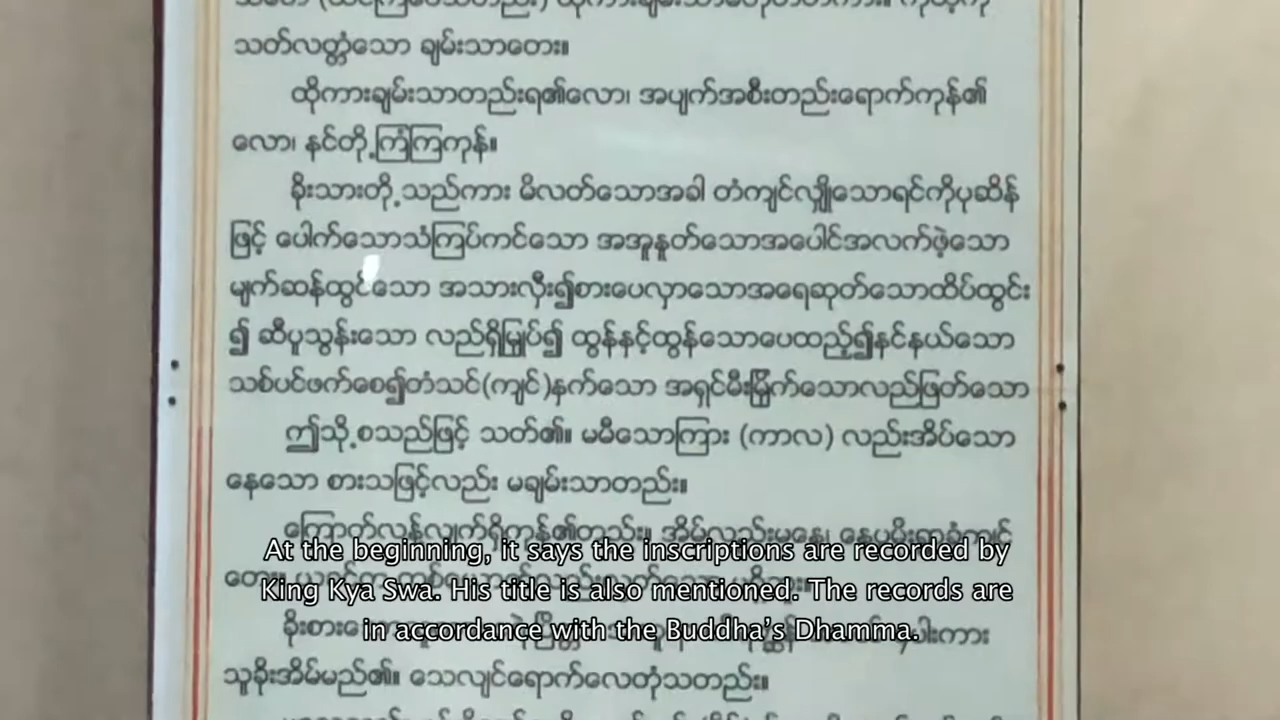 သတ်လတ္တံသော ချမ်းသာတေး။
ထိုကားချမ်းသာတည်းရ၏လော၊ အပျက်အစီးတည်းရောက်ကုန်၏
လော၊ နင်တို့ကြံကြကုန်။
ခိုးသားတို့သည်ကား မိလတ်သောအခါ တံကျင်လျှိုသောရင်ကိုပုဆိန်
ဖြင့် ပေါက်သောသံကြပ်ကင်သော အအူနူတ်သောအပေါင်အလက်ဖဲ့သော
မျက်ဆန်ထွင်သော အသားလှီး၍စားပေလှာသောအရေဆုတ်သောထိပ်ထွင်း
၍ ဆီပူသွန်းသော လည်ရှိမြှုပ်၍ ထွန်နှင့်ထွန်သောပေထည့်၍နင်နယ်သော
သစ်ပင်ဖက်စေ၍တံသင်(ကျင်)နက်သော အရှင်မီးမြှိုက်သောလည်ဖြတ်သော
ဤသို့စသည်ဖြင့် သတ်၏။ မမိသောကြား (ကာလ) လည်းအိပ်သော
နေသော စားသဖြင့်လည်း မချမ်းသာတည်း။
ကြောတ်လန့်လျက်ရှိကုန်၏တည်း။
At the beginning, it says the inscriptions are recorded by
King Kya Swa. His title is also mentioned. The records are
in accordance with the Buddha's Dhamma.
သူခိုးအိမ်မည်၏။ သေလျင်ရောက်လေတုံသတည်း။